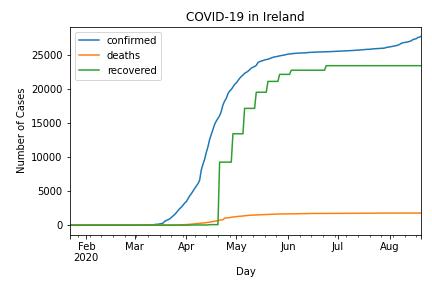 COVID-19 in Ireland
confirmed
deaths
recovered
Number of Cases
25000
20000
15000
10000
5000
0
Feb Mar Apr May Jun Jul Aug
2020
Day